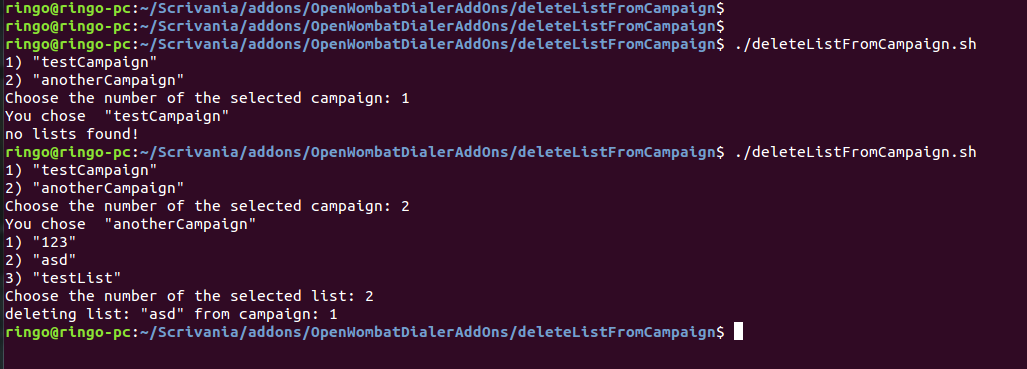 ringo@ringo-pc:~/Scrivania/addons/OpenWombatDialerAddOns/deleteListFromCampaign$
ringo@ringo-pc:~/Scrivania/addons/OpenWombatDialerAddOns/deleteListFromCampaign$
ringo@ringo-pc:~/Scrivania/addons/OpenWombatDialerAddOns/deleteListFromCampaign$ ./deleteListFromCampaign.sh
1) "testCampaign"
2) "anotherCampaign"
Choose the number of the selected campaign: 1
You chose  "testCampaign"
no lists found!
ringo@ringo-pc:~/Scrivania/addons/OpenWombatDialerAddOns/deleteListFromCampaign$ ./deleteListFromCampaign.sh
1) "testCampaign"
2) "anotherCampaign"
Choose the number of the selected campaign: 2
You chose  "anotherCampaign"
1) "123"
2) "asd"
3) "testList"
Choose the number of the selected list: 2
deleting list: "asd" from campaign: 1
ringo@ringo-pc:~/Scrivania/addons/OpenWombatDialerAddOns/deleteListFromCampaign$